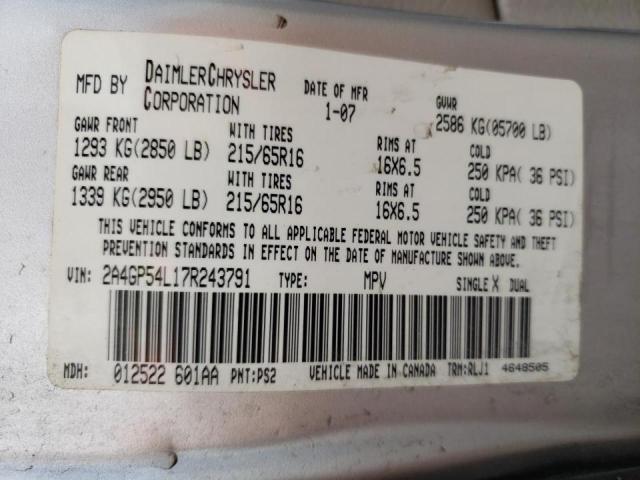 MFD BY DAIMLERCHRYSLER CORPORATION DATE OF MFR 1-07 GVWR 2586 KG(05700 LB)
GAWR FRONT WITH TIRES RIMS AT COLD
1293 KG(2850 LB) 215/65R16 16X6.5 250 KPA( 36 PSI)
GAWR REAR WITH TIRES RIMS AT COLD
1339 KG(2950 LB) 215/65R16 16X6.5 250 KPA( 36 PSI)
THIS VEHICLE CONFORMS TO ALL APPLICABLE FEDERAL MOTOR VEHICLE SAFETY AND THEFT
PREVENTION STANDARDS IN EFFECT ON THE DATE OF MANUFACTURE SHOWN ABOVE.
VIN: 2A4GP54L17R243791 TYPE: MPV SINGLE X DUAL
MDH: 012522 601AA PNT:PS2 VEHICLE MADE IN CANADA TRM:RLJ1 4648505